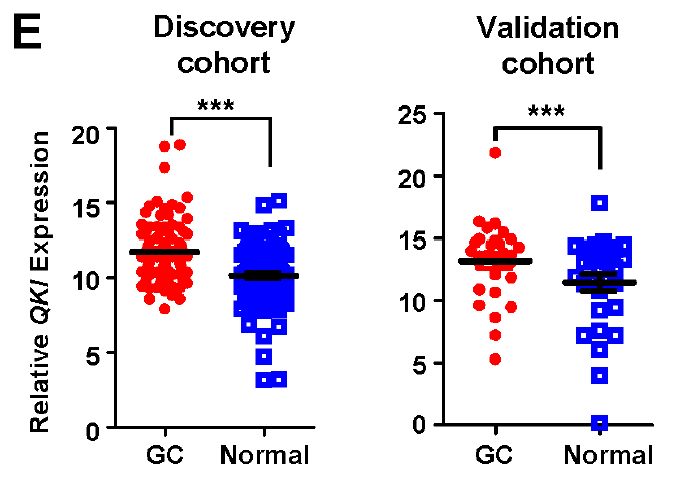 E
Discovery
cohort
Validation
cohort
Relative QKI Expression
***
20
15
10
5
0
GC
Normal
***
25
20
15
10
5
0
GC
Normal